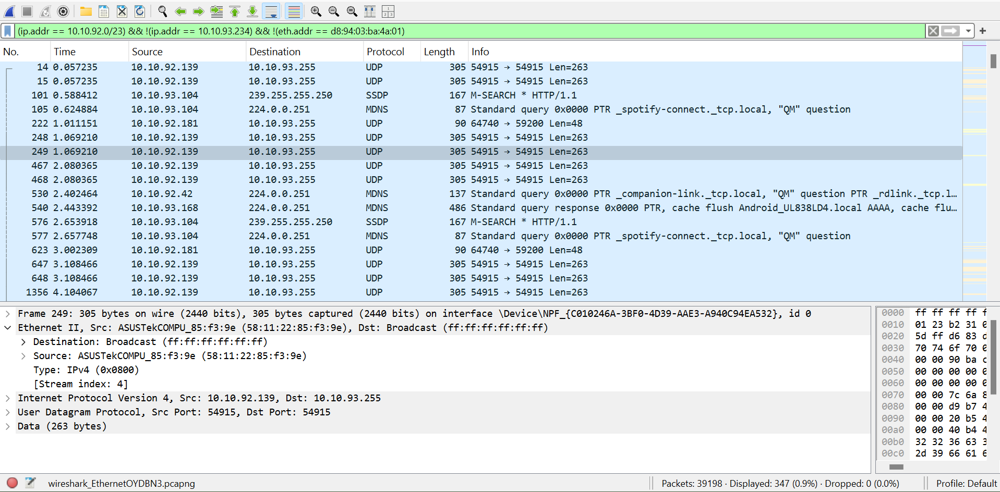 (ip.addr == 10.10.92.0/23) && !(ip.addr == 10.10.93.234) && !(eth.addr == d8:94:03:ba:4a:01)
No. Time Source Destination Protocol Length Info
14 0.057235 10.10.92.139 10.10.93.255 UDP 305 54915 → 54915 Len=263
15 0.057235 10.10.92.139 10.10.93.255 UDP 305 54915 → 54915 Len=263
101 0.588412 10.10.93.104 239.255.255.250 SSDP 167 M-SEARCH * HTTP/1.1
105 0.624884 10.10.93.104 224.0.0.251 MDNS 87 Standard query 0x0000 PTR _spotify-connect._tcp.local, "QM" question
222 1.011151 10.10.92.181 10.10.93.255 UDP 90 64740 → 59200 Len=48
248 1.069210 10.10.92.139 10.10.93.255 UDP 305 54915 → 54915 Len=263
249 1.069210 10.10.92.139 10.10.93.255 UDP 305 54915 → 54915 Len=263
467 2.080365 10.10.92.139 10.10.93.255 UDP 305 54915 → 54915 Len=263
468 2.080365 10.10.92.139 10.10.93.255 UDP 305 54915 → 54915 Len=263
530 2.402464 10.10.92.42 224.0.0.251 MDNS 137 Standard query 0x0000 PTR _companion-link._tcp.local, "QM" question PTR _rdlink._tcp.l…
540 2.443392 10.10.93.168 224.0.0.251 MDNS 486 Standard query response 0x0000 PTR, cache flush Android_UL838LD4.local AAAA, cache flu…
576 2.653918 10.10.93.104 239.255.255.250 SSDP 167 M-SEARCH * HTTP/1.1
577 2.657748 10.10.93.104 224.0.0.251 MDNS 87 Standard query 0x0000 PTR _spotify-connect._tcp.local, "QM" question
623 3.002309 10.10.92.181 10.10.93.255 UDP 90 64740 → 59200 Len=48
647 3.108466 10.10.92.139 10.10.93.255 UDP 305 54915 → 54915 Len=263
648 3.108466 10.10.92.139 10.10.93.255 UDP 305 54915 → 54915 Len=263
1356 4.104067 10.10.92.139 10.10.93.255 UDP 305 54915 → 54915 Len=263
Frame 249: 305 bytes on wire (2440 bits), 305 bytes captured (2440 bits) on interface \Device\NPF_{C010246A-3BF0-4D39-AAE3-A940C94EA532}, id 0
Ethernet II, Src: ASUSTekCOMPU_85:f3:9e (58:11:22:85:f3:9e), Dst: Broadcast (ff:ff:ff:ff:ff:ff)
Destination: Broadcast (ff:ff:ff:ff:ff:ff)
Source: ASUSTekCOMPU_85:f3:9e (58:11:22:85:f3:9e)
Type: IPv4 (0x0800)
[Stream index: 4]
Internet Protocol Version 4, Src: 10.10.92.139, Dst: 10.10.93.255
User Datagram Protocol, Src Port: 54915, Dst Port: 54915
Data (263 bytes)
0000 ff ff ff ff
0010 01 23 b2 31
0020 5d ff d6 83
0030 70 74 6f 70
0040 00 00 90 ba
0050 00 00 00 00
0060 00 00 00 00
0070 00 00 7c 6a
0080 00 00 d9 b7
0090 00 00 20 b5
00a0 00 00 40 b4
00b0 32 32 36 63
00c0 2d 39 66 61
wireshark_EthernetOYDBN3.pcapng
Packets: 39198 · Displayed: 347 (0.9%) · Dropped: 0 (0.0%)
Profile: Default